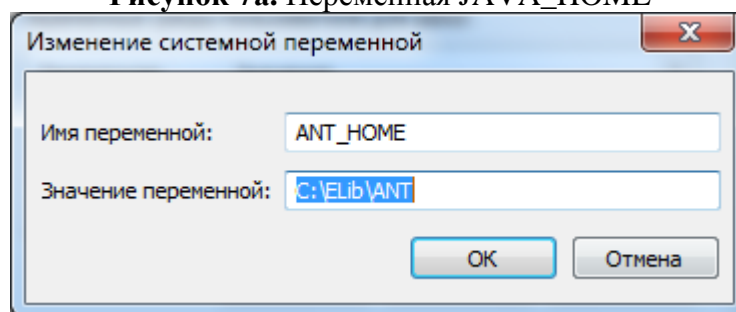 Рисунок 7а. Переменная JAVA_HOME
Изменение системной переменной
Имя переменной: ANT_HOME
Значение переменной: C:\ELib\ANT
OK Отмена